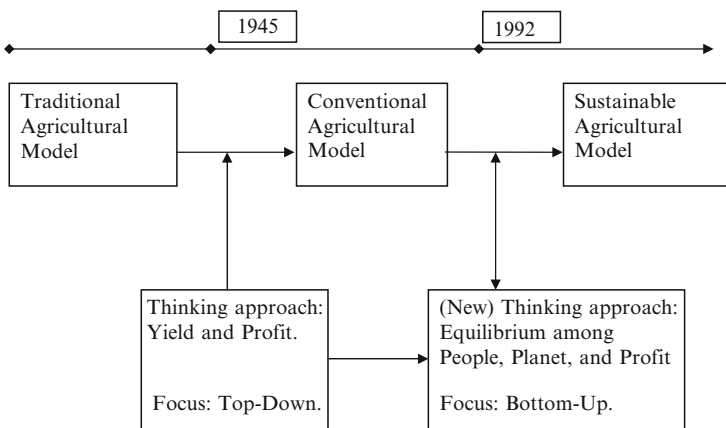 1945
1992
Traditional
Agricultural
Model
Conventional
Agricultural
Model
Sustainable
Agricultural
Model
Thinking approach:
Yield and Profit.
Focus: Top-Down.
(New) Thinking approach:
Equilibrium among
People, Planet, and Profit
Focus: Bottom-Up.